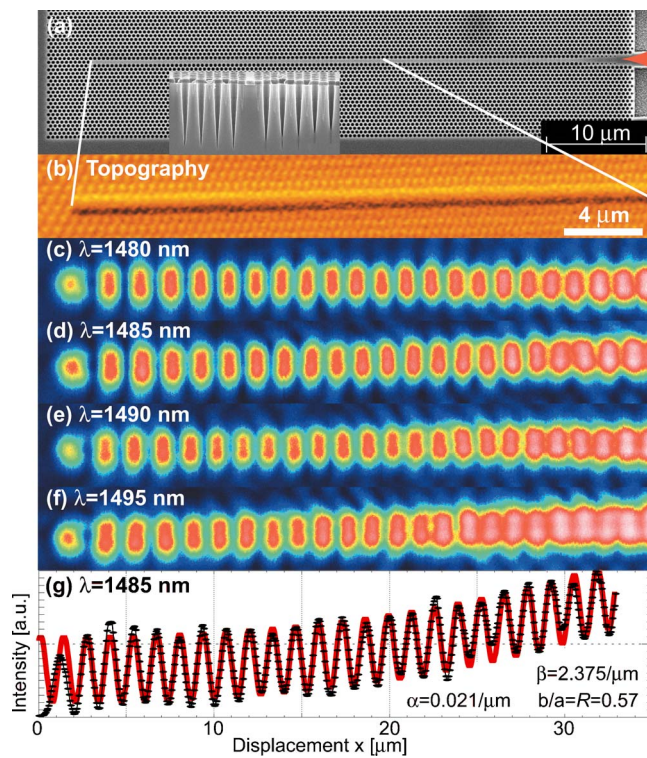 (a)
10 μm
(b) Topography
4 μm
(c) λ=1480 nm
(d) λ=1485 nm
(e) λ=1490 nm
(f) λ=1495 nm
(g) λ=1485 nm
Intensity [a.u.]
β=2.375/μm
α=0.021/μm b/a=R=0.57
0 10 20 30
Displacement x [μm]